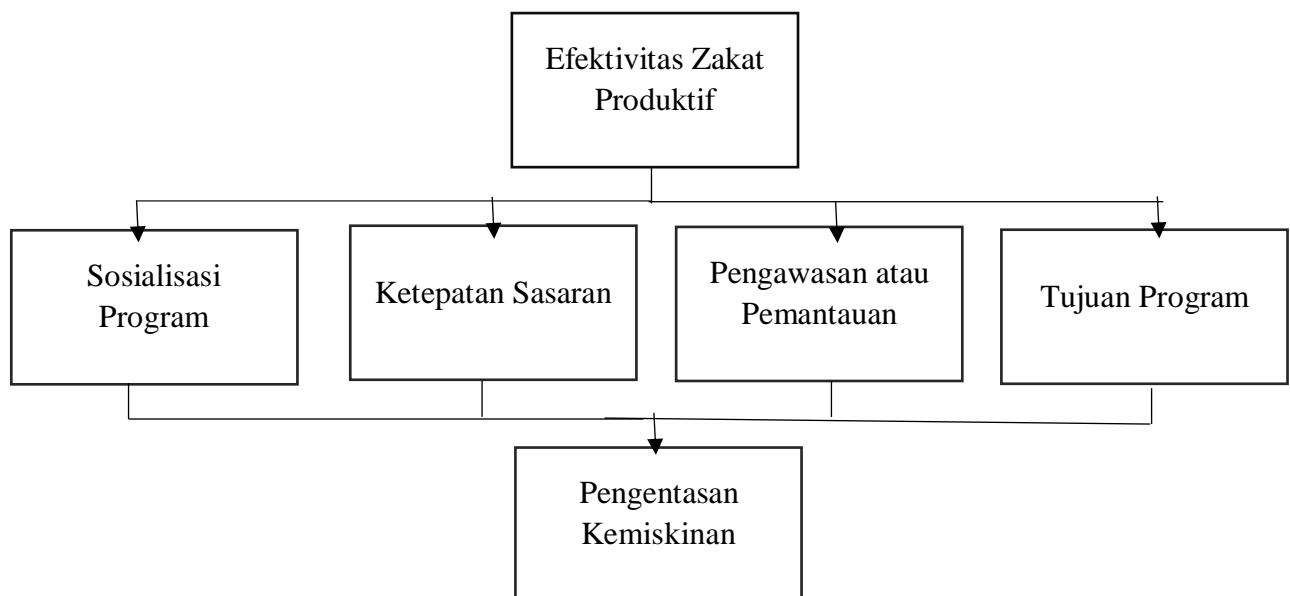 Efektivitas Zakat
Produktif
Sosialisasi
Program
Ketepatan Sasaran
Pengawasan atau
Pemantauan
Tujuan Program
Pengentasan
Kemiskinan